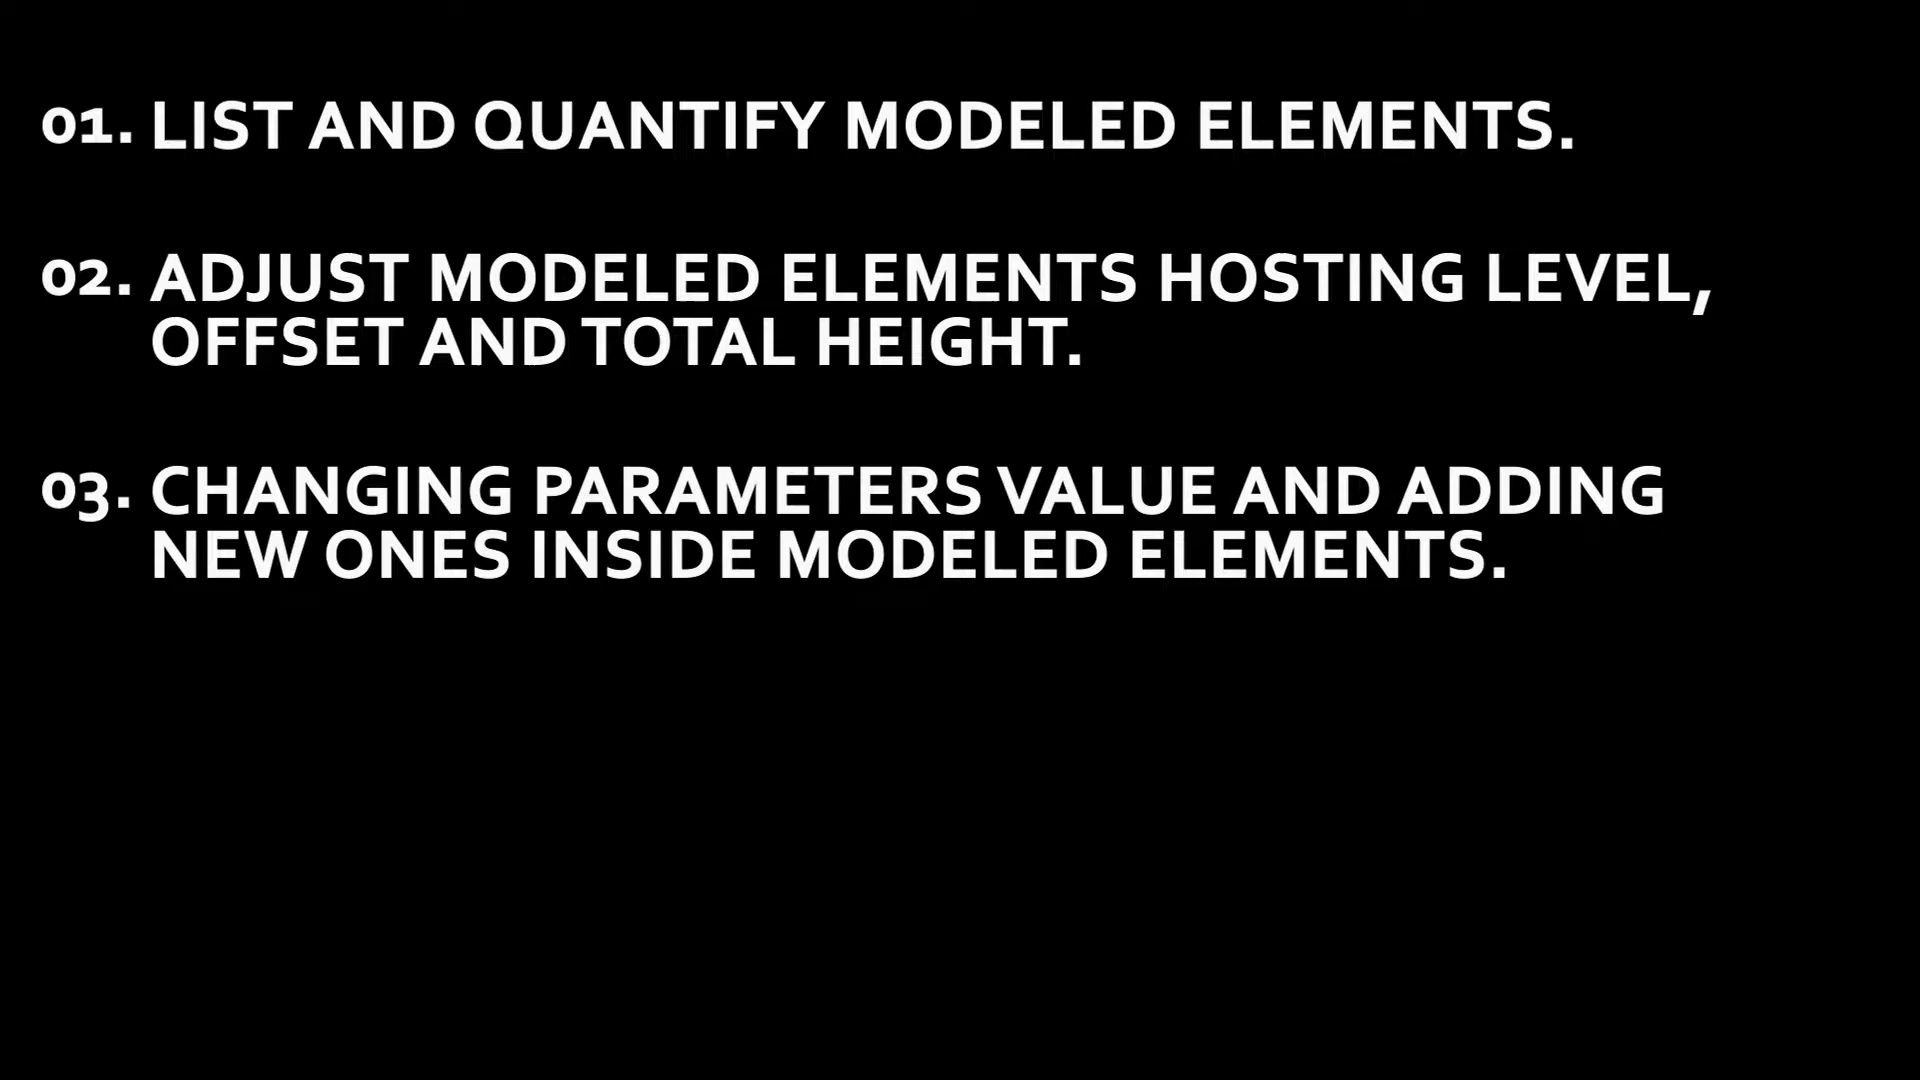 01. LIST AND QUANTIFY MODELED ELEMENTS.
02. ADJUST MODELED ELEMENTS HOSTING LEVEL,
OFFSET AND TOTAL HEIGHT.
03. CHANGING PARAMETERS VALUE AND ADDING
NEW ONES INSIDE MODELED ELEMENTS.